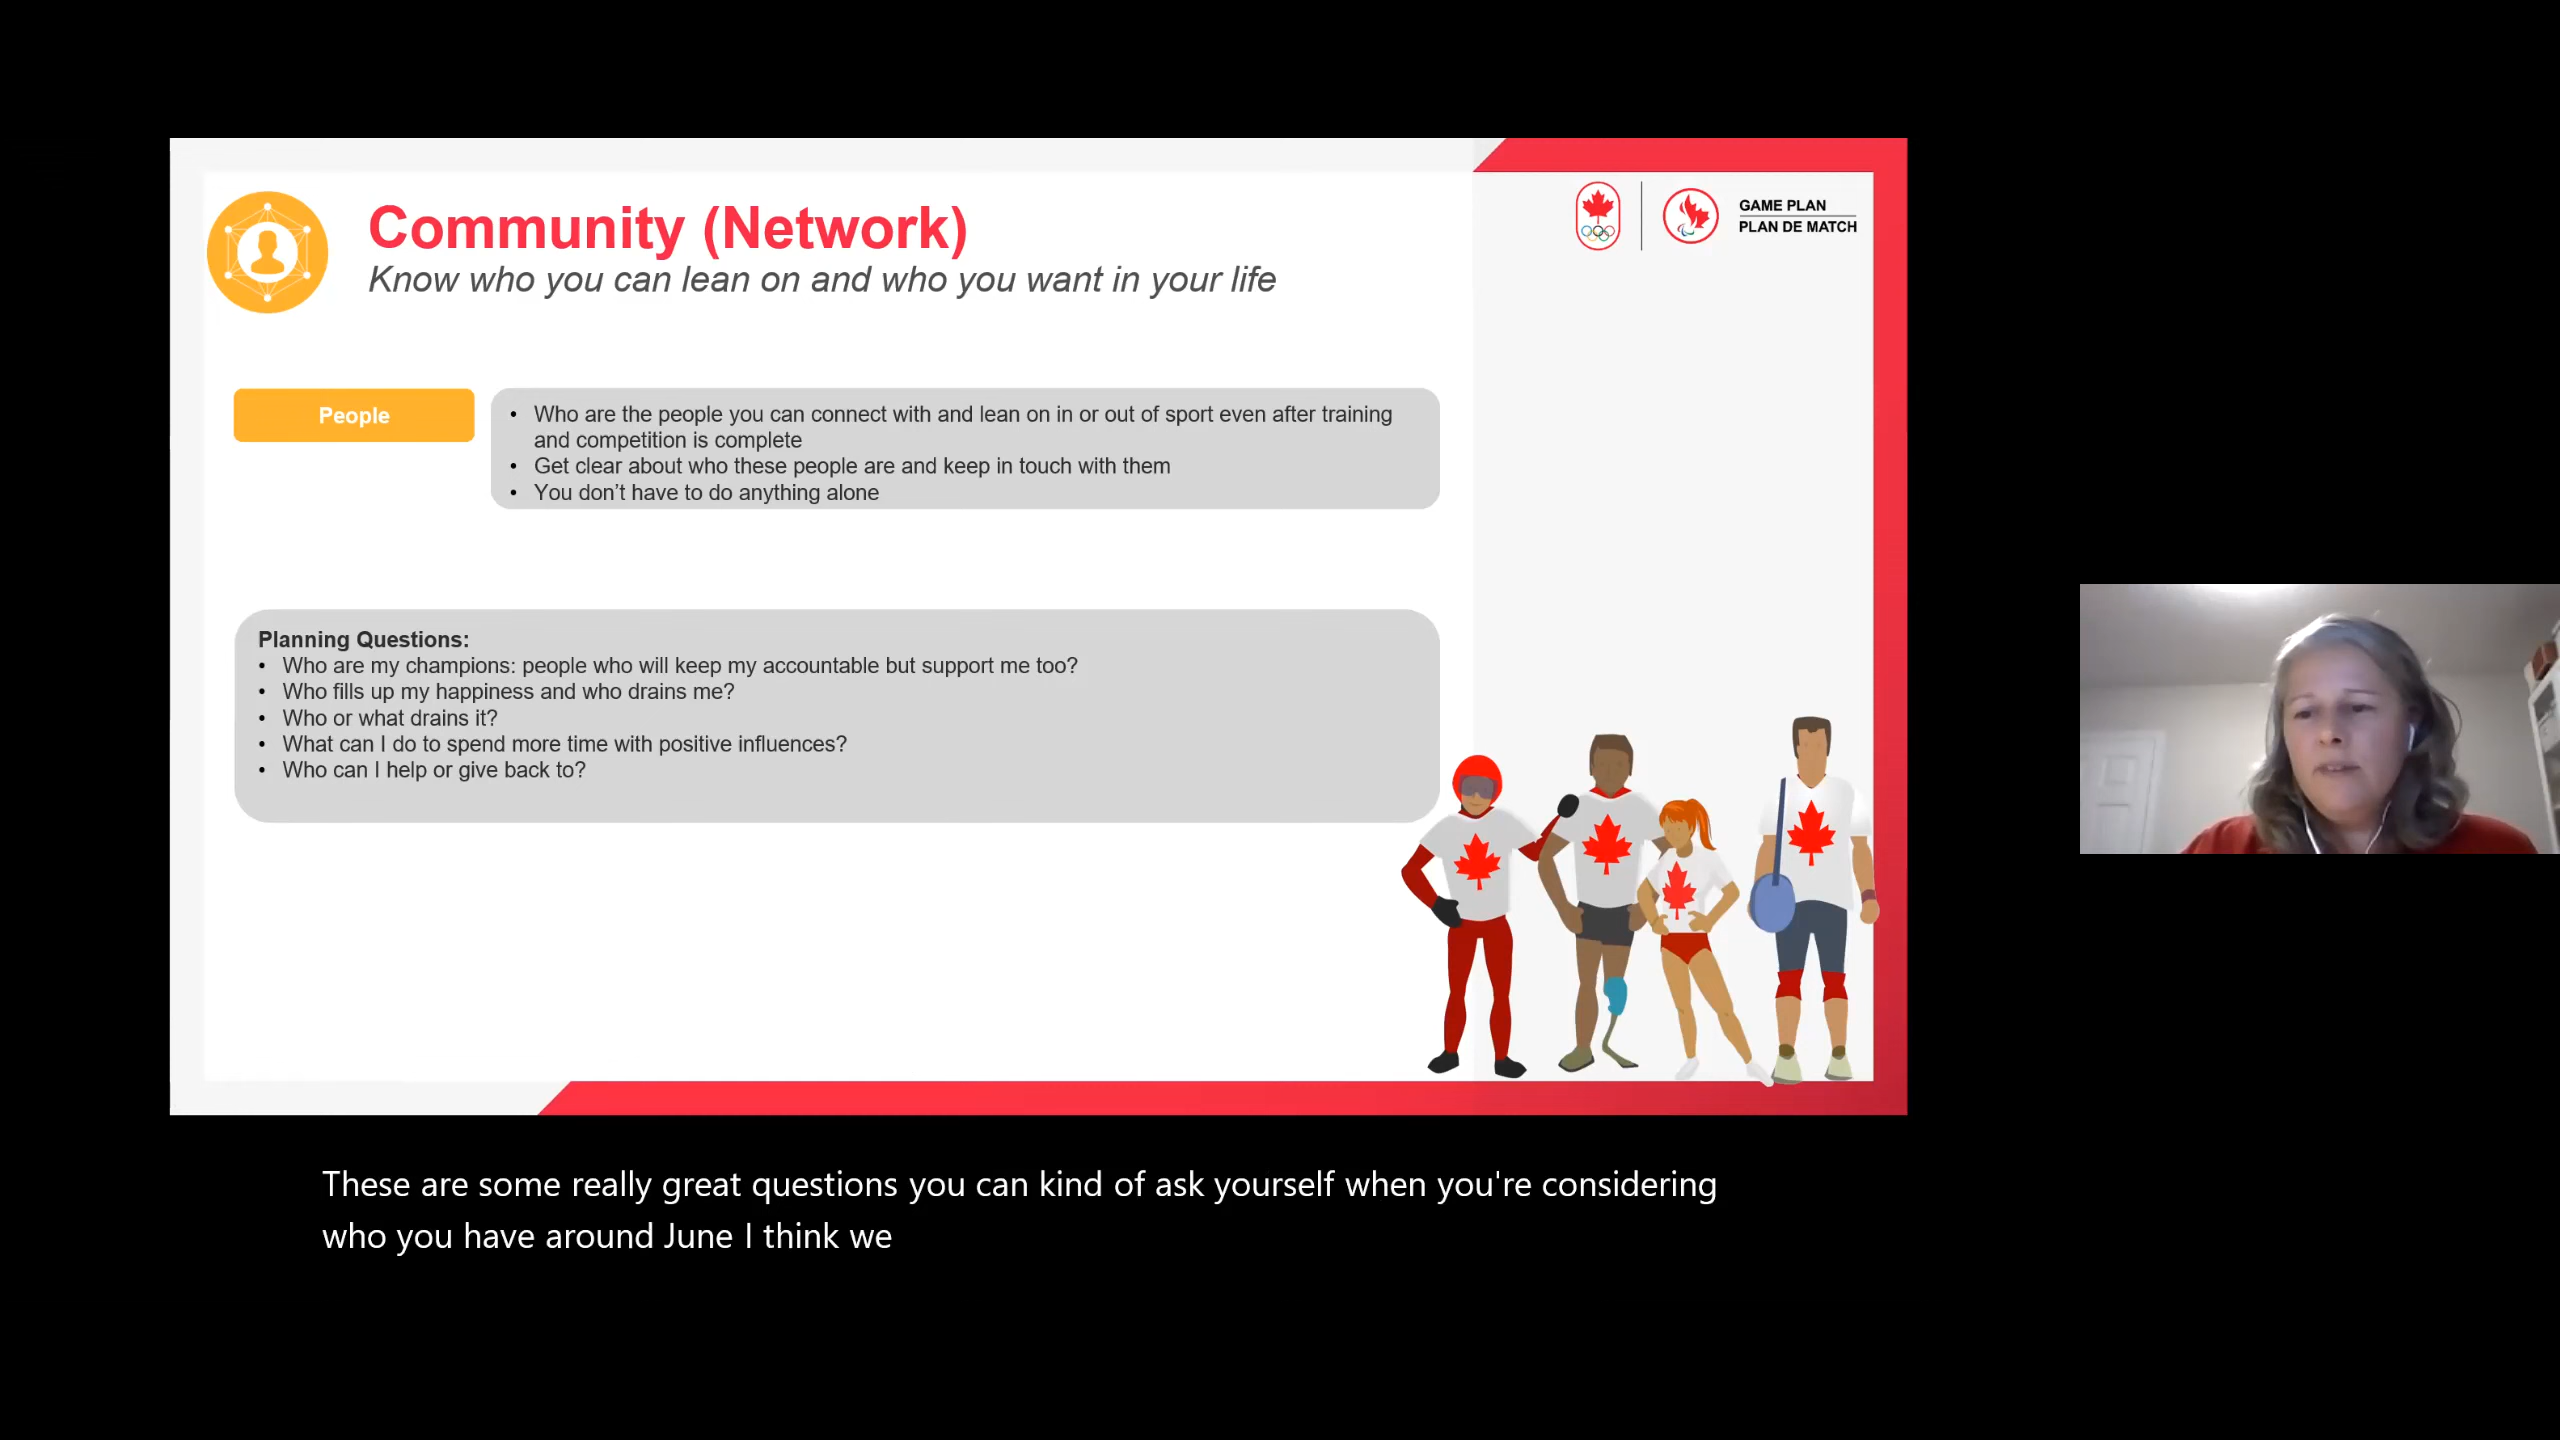 Community (Network)
Know who you can lean on and who you want in your life
GAME PLAN
PLAN DE MATCH
People
• Who are the people you can connect with and lean on in or out of sport even after training
and competition is complete
• Get clear about who these people are and keep in touch with them
• You don’t have to do anything alone
Planning Questions:
• Who are my champions: people who will keep my accountable but support me too?
• Who fills up my happiness and who drains me?
• Who or what drains it?
• What can I do to spend more time with positive influences?
• Who can I help or give back to?
These are some really great questions you can kind of ask yourself when you're considering
who you have around June I think we